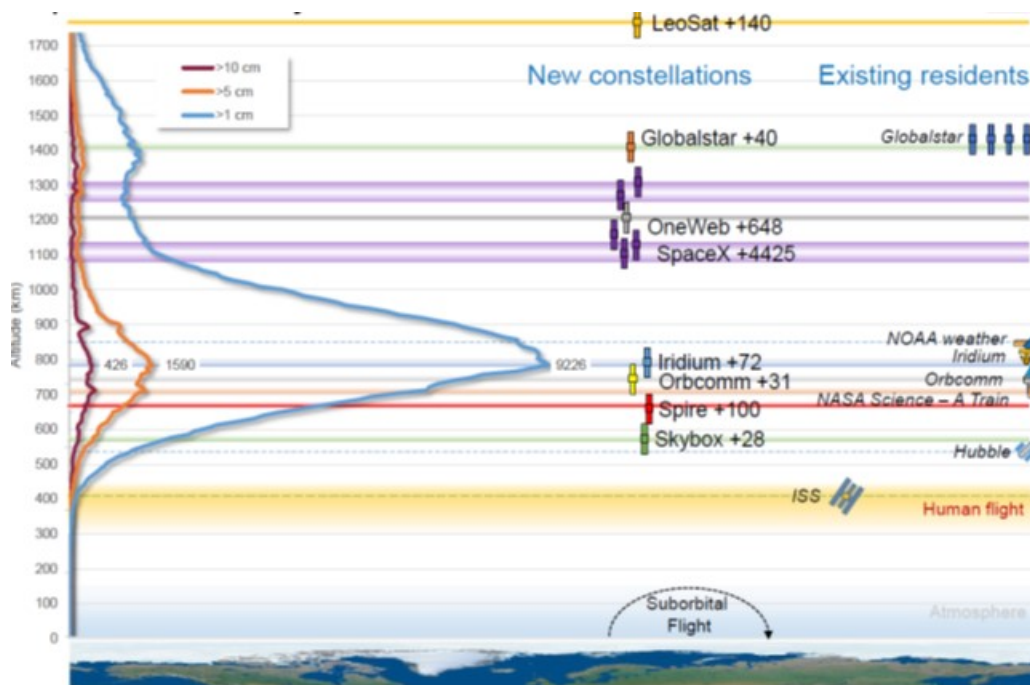 LeoSat +140
1700
>10 cm
>5 cm
>1 cm
New constellations
Existing residents
1600
1500
Globalstar +40
Globalstar
1400
1300
1200
OneWeb +648
1100
SpaceX +4425
1000
Altitude (km)
900
NOAA weather
800
426
1590
9226
Iridium +72
Iridium
Orbcomm +31
Orbcomm
700
Spire +100
NASA Science – A Train
600
Skybox +28
500
Hubble
ISS
400
Human flight
300
200
100
Suborbital
Flight
Atmosphere
0